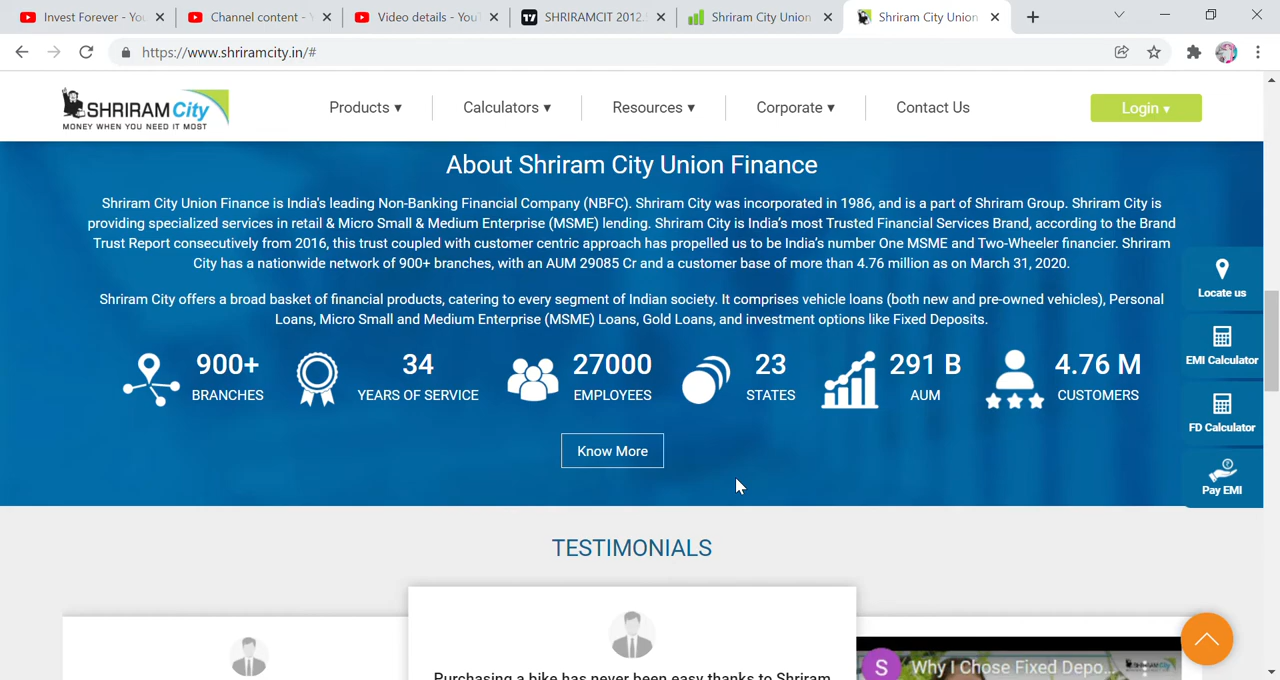 Invest Forever - You
Channel content - Y
Video details - YouT
SHRIRAMCIT 2012.
Shriram City Union
Shriram City Union
https://www.shriramcity.in/#
SHRIRAM City
MONEY WHEN YOU NEED IT MOST
Products ▾
Calculators ▾
Resources ▾
Corporate ▾
Contact Us
Login ▾
About Shriram City Union Finance
Shriram City Union Finance is India's leading Non-Banking Financial Company (NBFC). Shriram City was incorporated in 1986, and is a part of Shriram Group. Shriram City is
providing specialized services in retail & Micro Small & Medium Enterprise (MSME) lending. Shriram City is India’s most Trusted Financial Services Brand, according to the Brand
Trust Report consecutively from 2016, this trust coupled with customer centric approach has propelled us to be India’s number One MSME and Two-Wheeler financier. Shriram
City has a nationwide network of 900+ branches, with an AUM 29085 Cr and a customer base of more than 4.76 million as on March 31, 2020.
Shriram City offers a broad basket of financial products, catering to every segment of Indian society. It comprises vehicle loans (both new and pre-owned vehicles), Personal
Loans, Micro Small and Medium Enterprise (MSME) Loans, Gold Loans, and investment options like Fixed Deposits.
900+
BRANCHES
34
YEARS OF SERVICE
27000
EMPLOYEES
23
STATES
291 B
AUM
4.76 M
CUSTOMERS
Know More
Locate us
EMI Calculator
FD Calculator
Pay EMI
TESTIMONIALS
Purchasing a bike has never been easy thanks to Shriram
S
Why I Chose Fixed Depo...